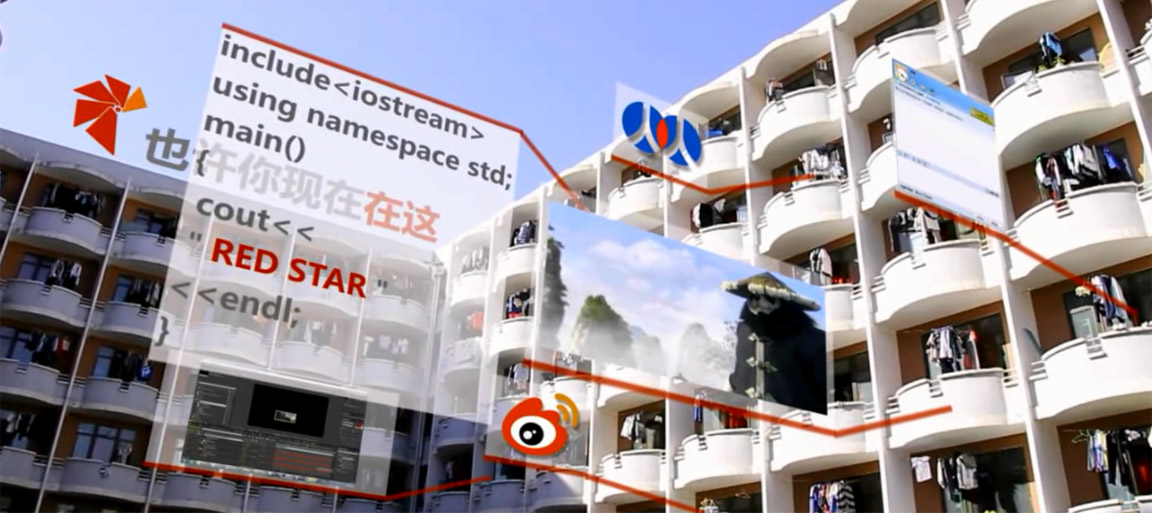 include<iostream>
using namespace std;
main()
{
也许你现在在这
cout<<
"RED STAR"
<<endl;
}